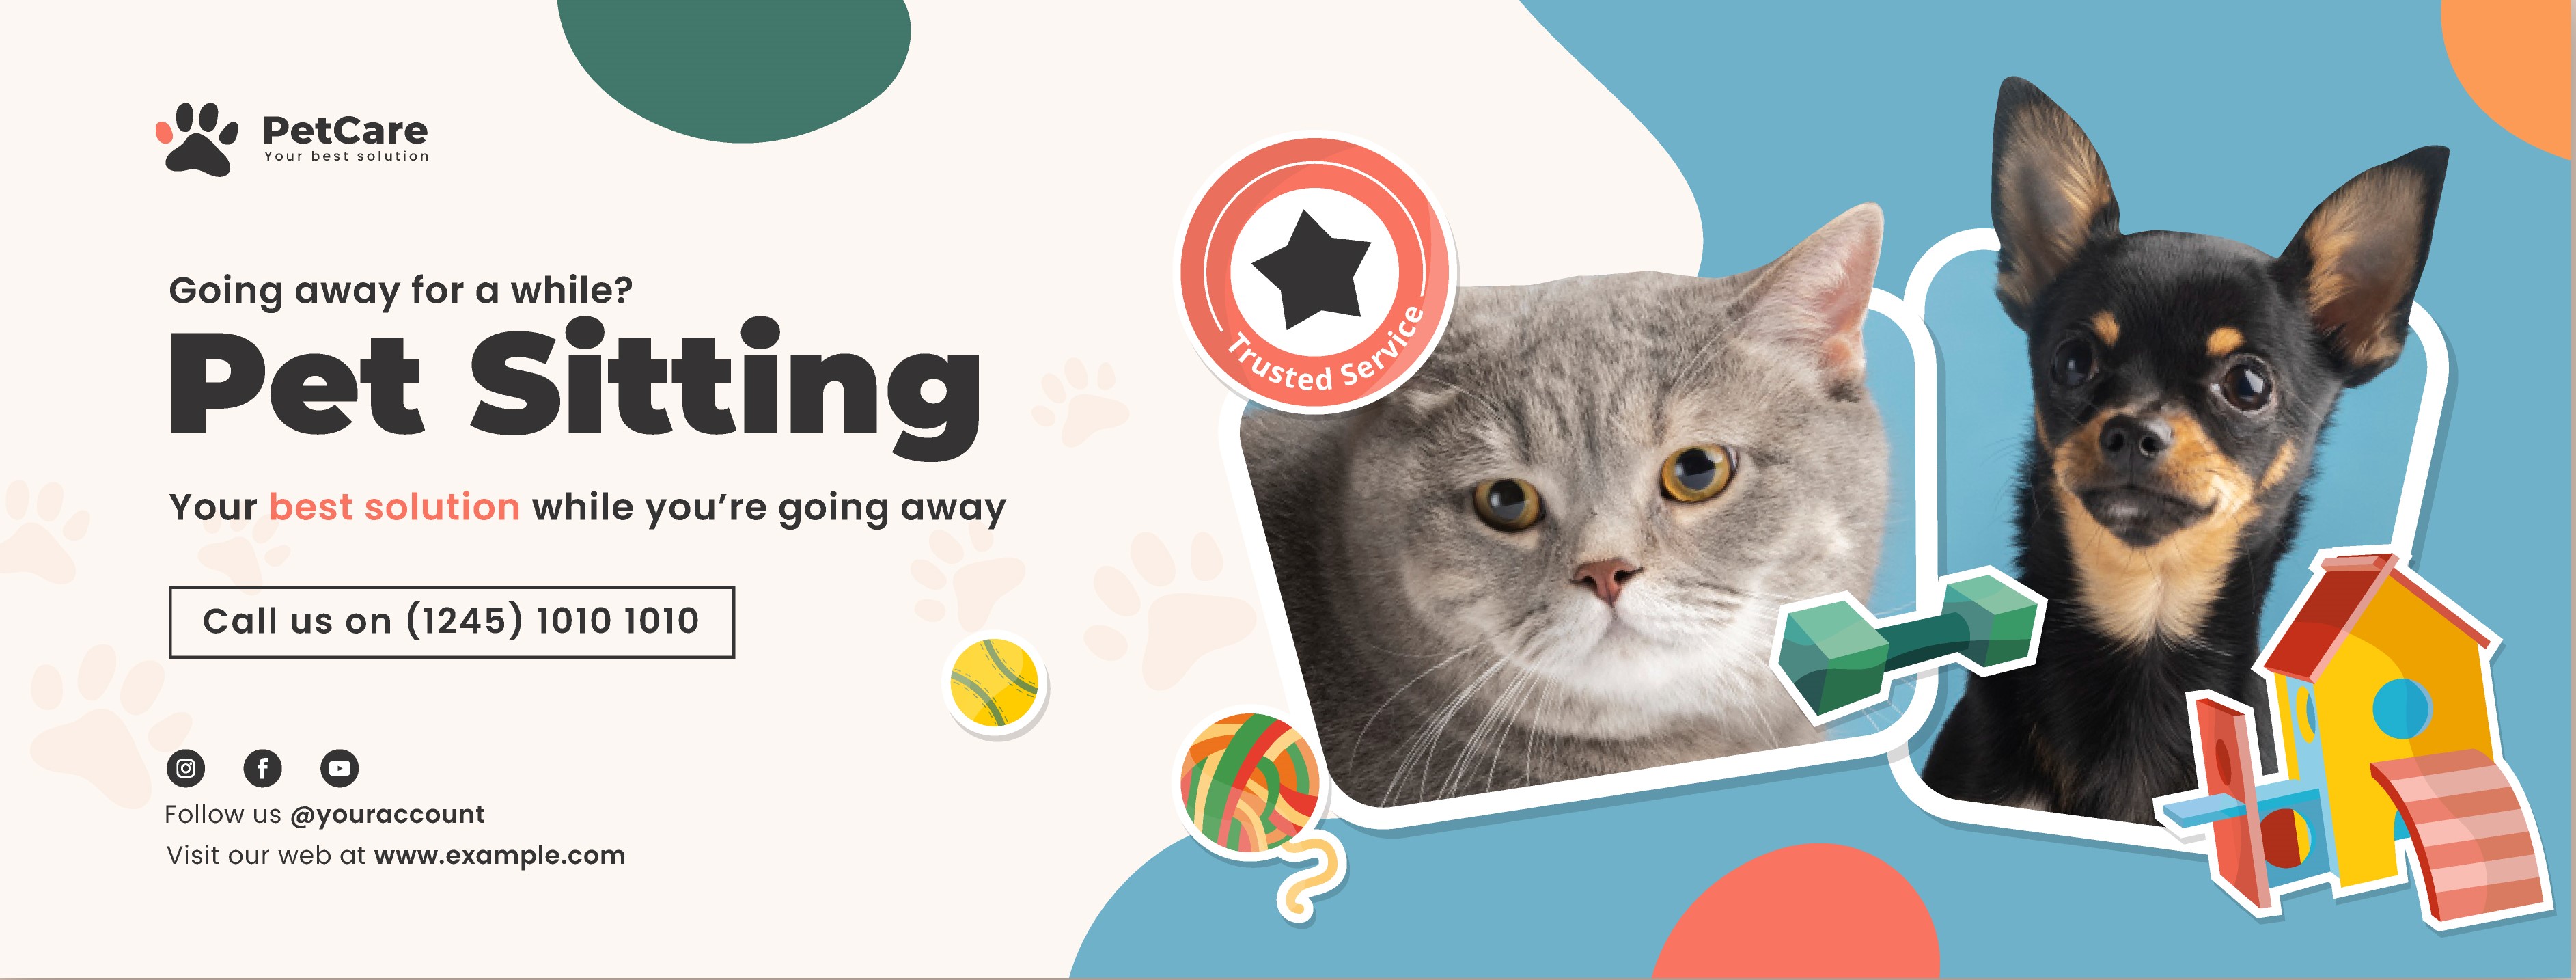 PetCare
Your best solution
Going away for a while?
Pet Sitting
Your best solution while you’re going away
Call us on (1245) 1010 1010
Follow us @youraccount
Visit our web at www.example.com
Trusted Service